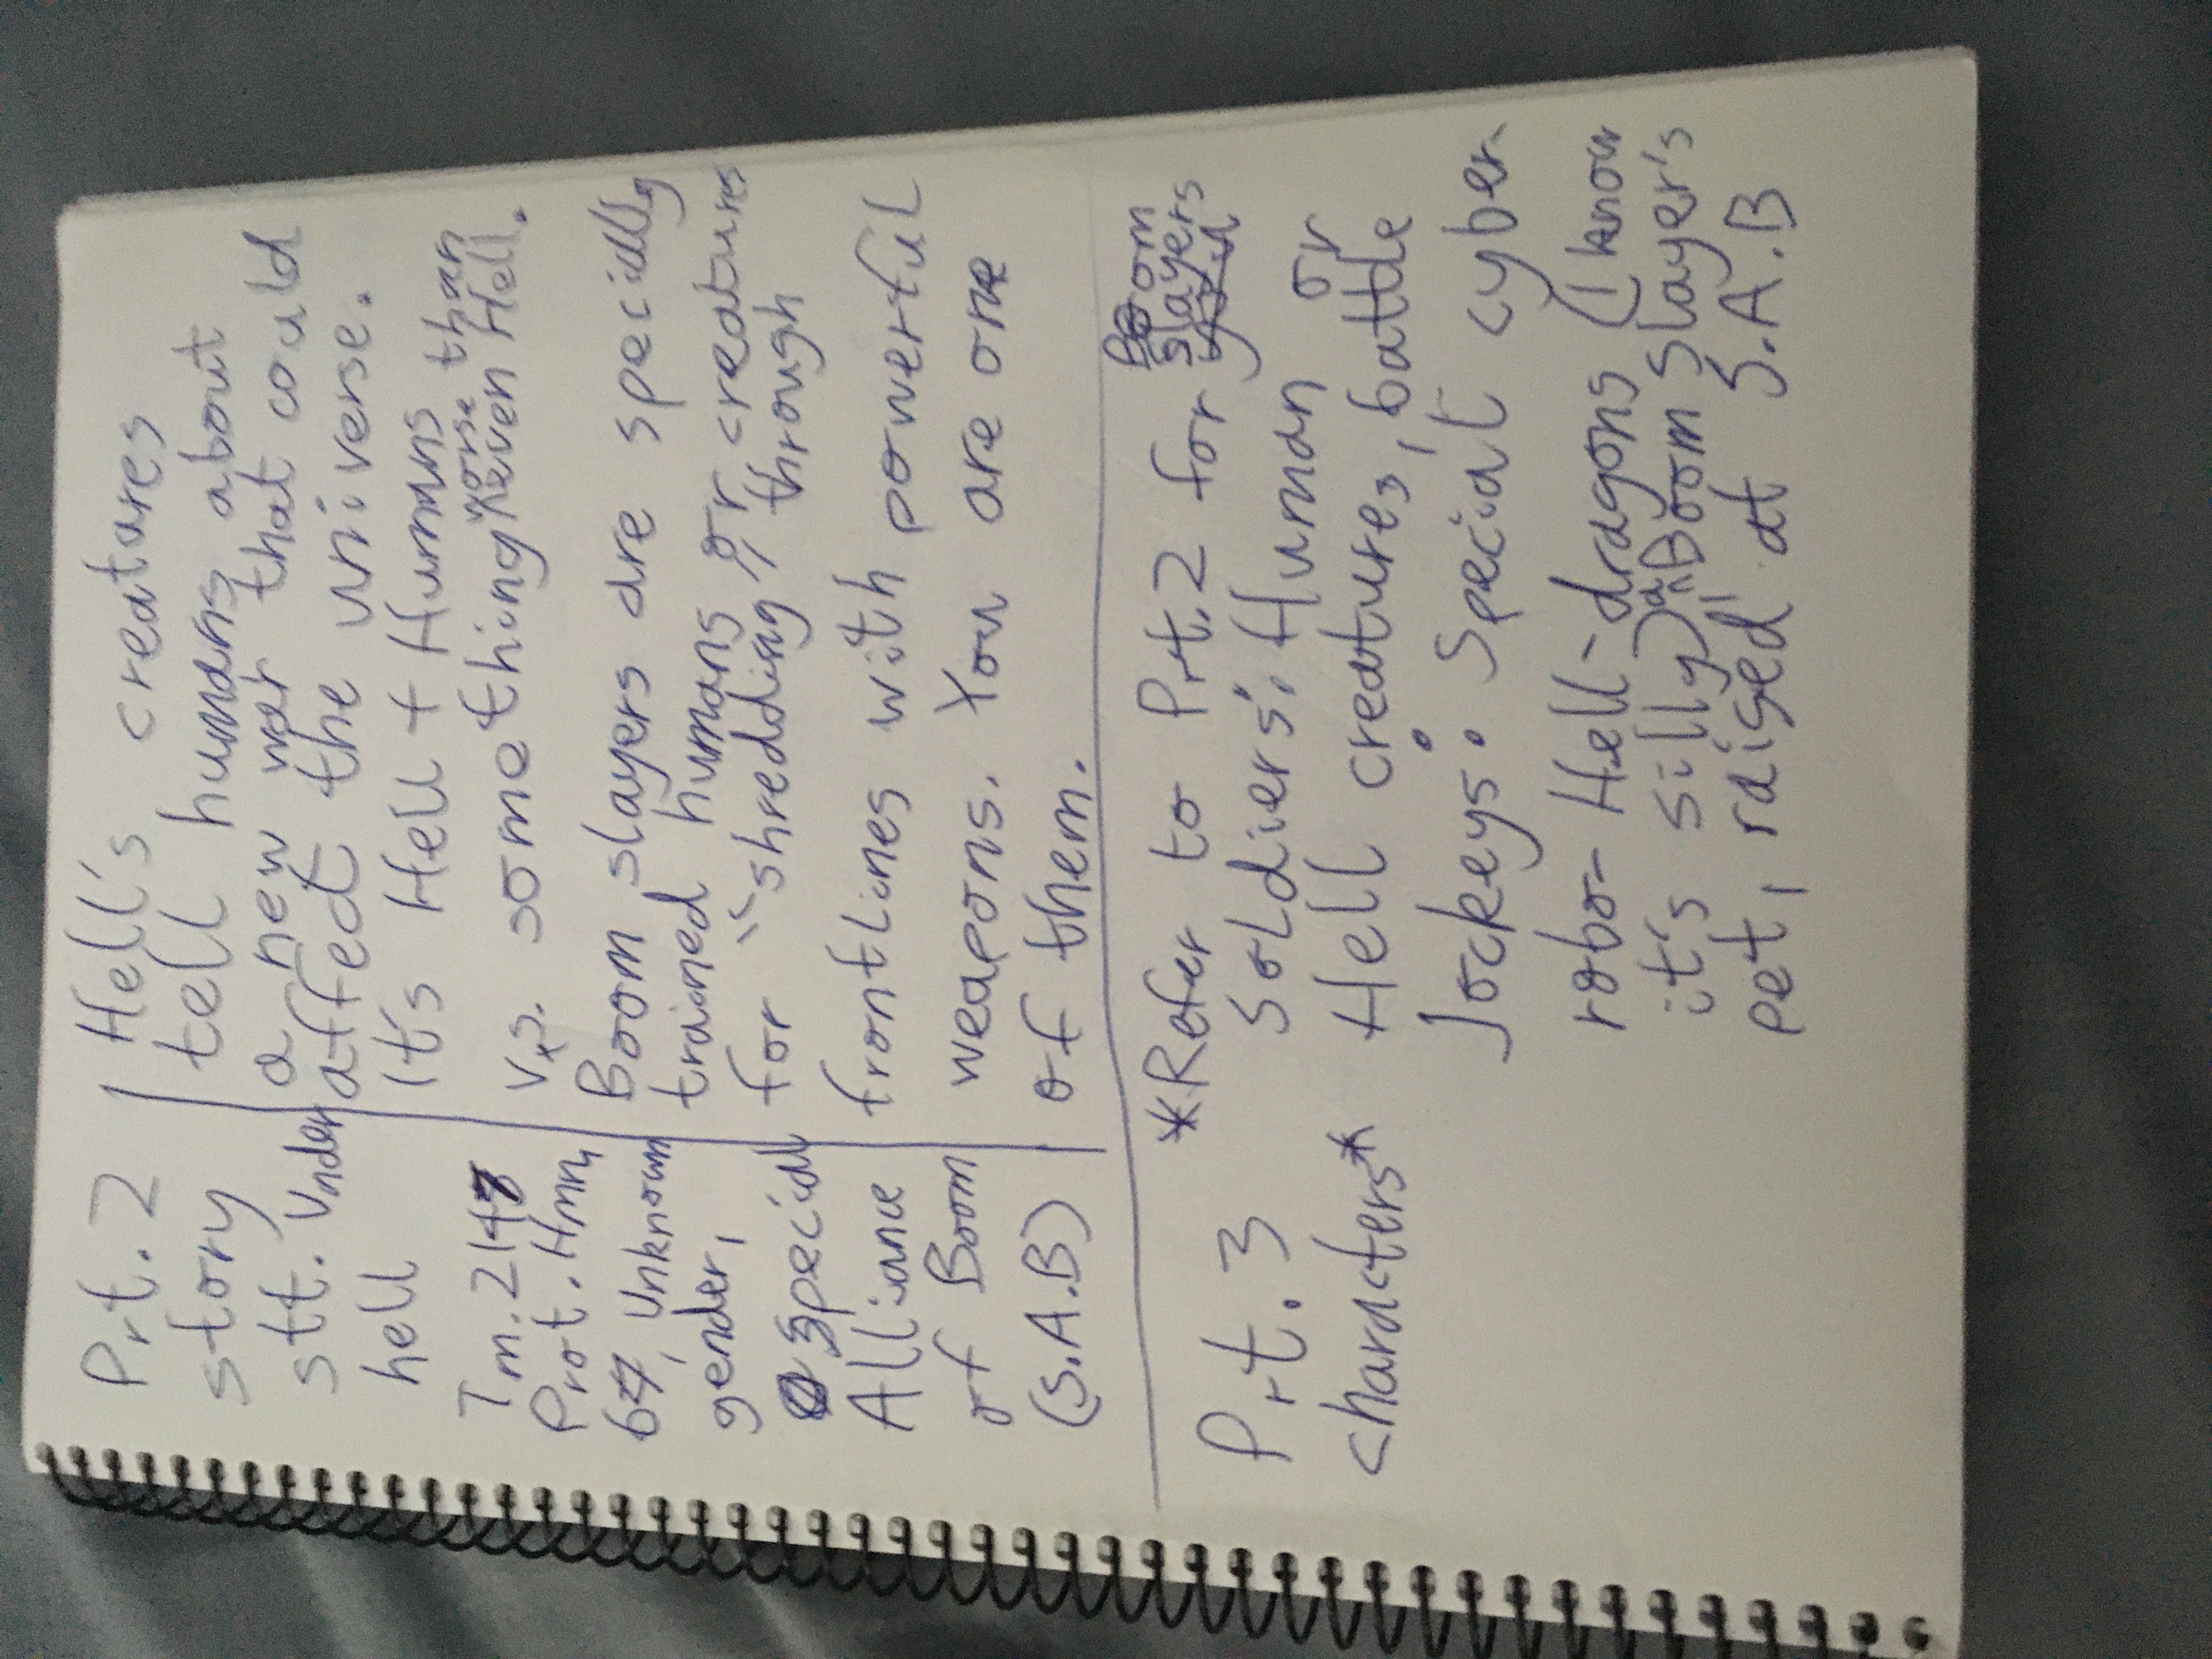 Prt. 2
story
stt. Under
hell
Tm. 2147
Prot. Hmn,
67, Unknown
gender,
special
Alliance
of Boom
(S.A.B)
Hell's creatures
tell humans about
a new war that could
affect the universe.
It's Hell + Humans
v.s. something worse than
even Hell.
Boom slayers are specially
trained humans or creatures
for "shredding" through
frontlines with powerful
weapons. You are one
of them.
Prt. 3
characters*
*Refer to Prt. 2 for Boom
slayers
Soldiers: Human or
Hell creatures, battle
Jockeys: Special cyber-
robo-Hell-dragons (I know
it's silly), a Boom Slayer's
pet, raised at S.A.B